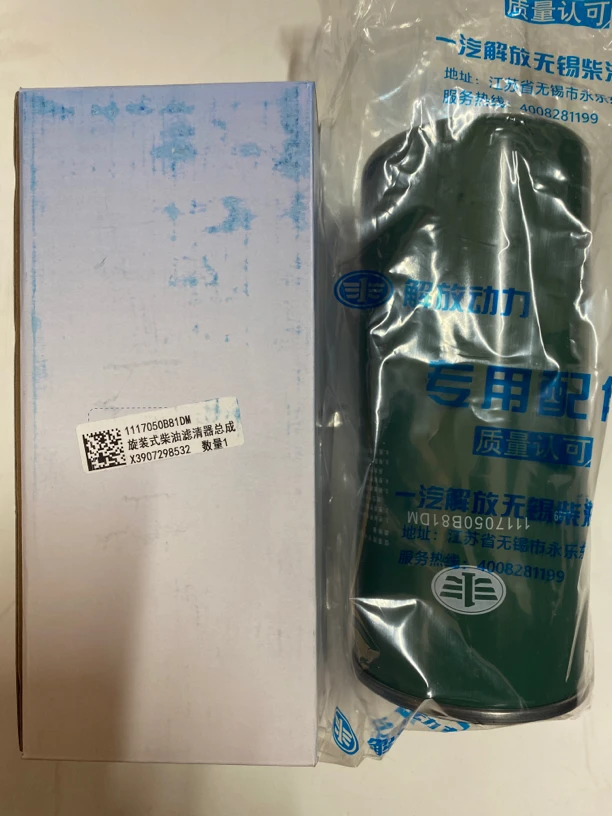 1117050B81DM
旋装式柴油滤清器总成
X3907298532 数量1
质量认可
一汽解放无锡柴油
地址：江苏省无锡市永乐东
服务热线：4008281199
解放动力
专用配件
质量认可
一汽解放无锡柴油
1117050B81DM
地址：江苏省无锡市永乐东
服务热线：4008281199